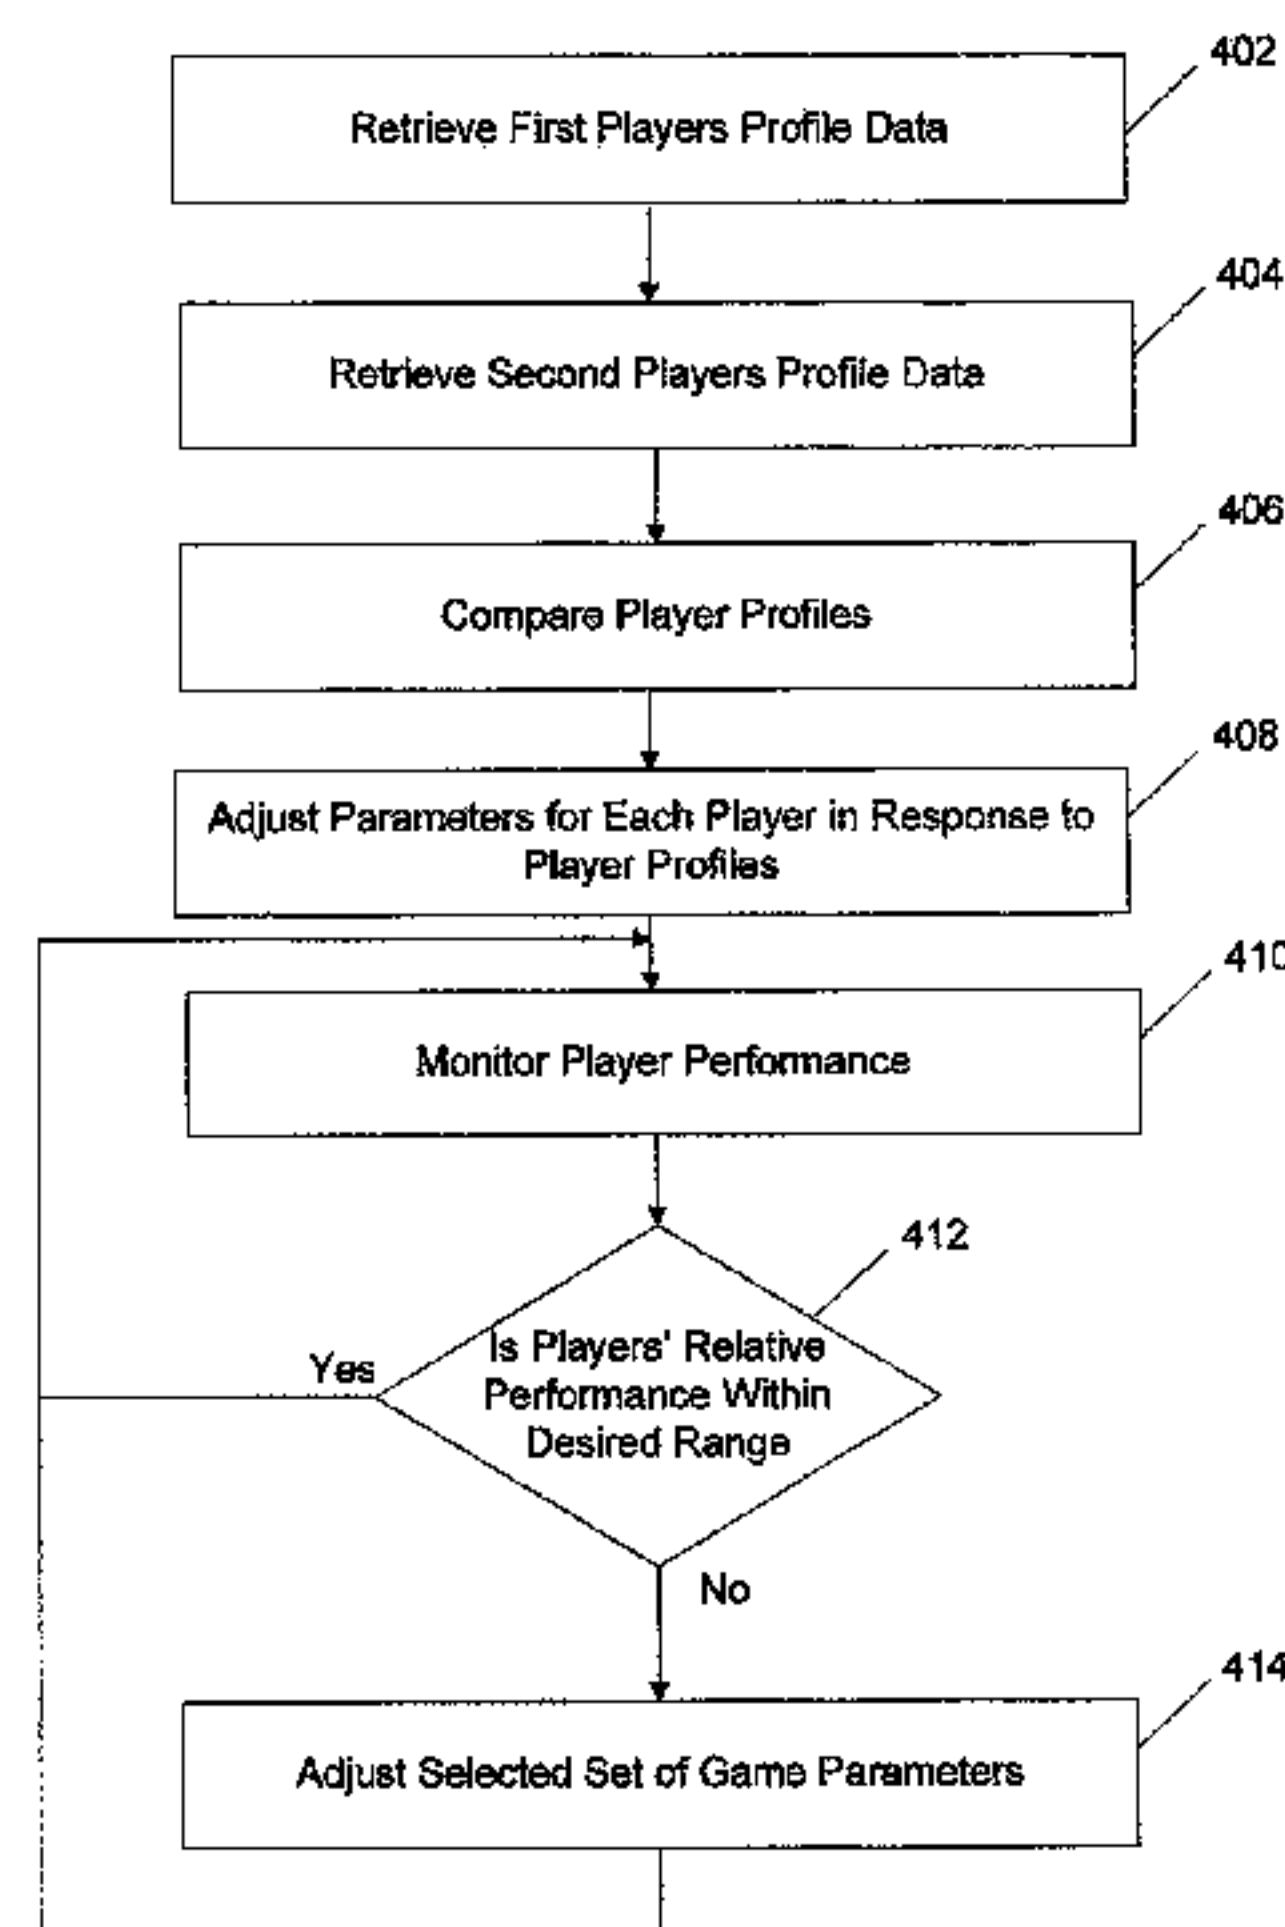 402
Retrieve First Players Profile Data
404
Retrieve Second Players Profile Data
406
Compare Player Profiles
408
Adjust Parameters for Each Player in Response to
Player Profiles
410
Monitor Player Performance
412
Is Players' Relative
Performance Within
Desired Range
Yes
No
414
Adjust Selected Set of Game Parameters